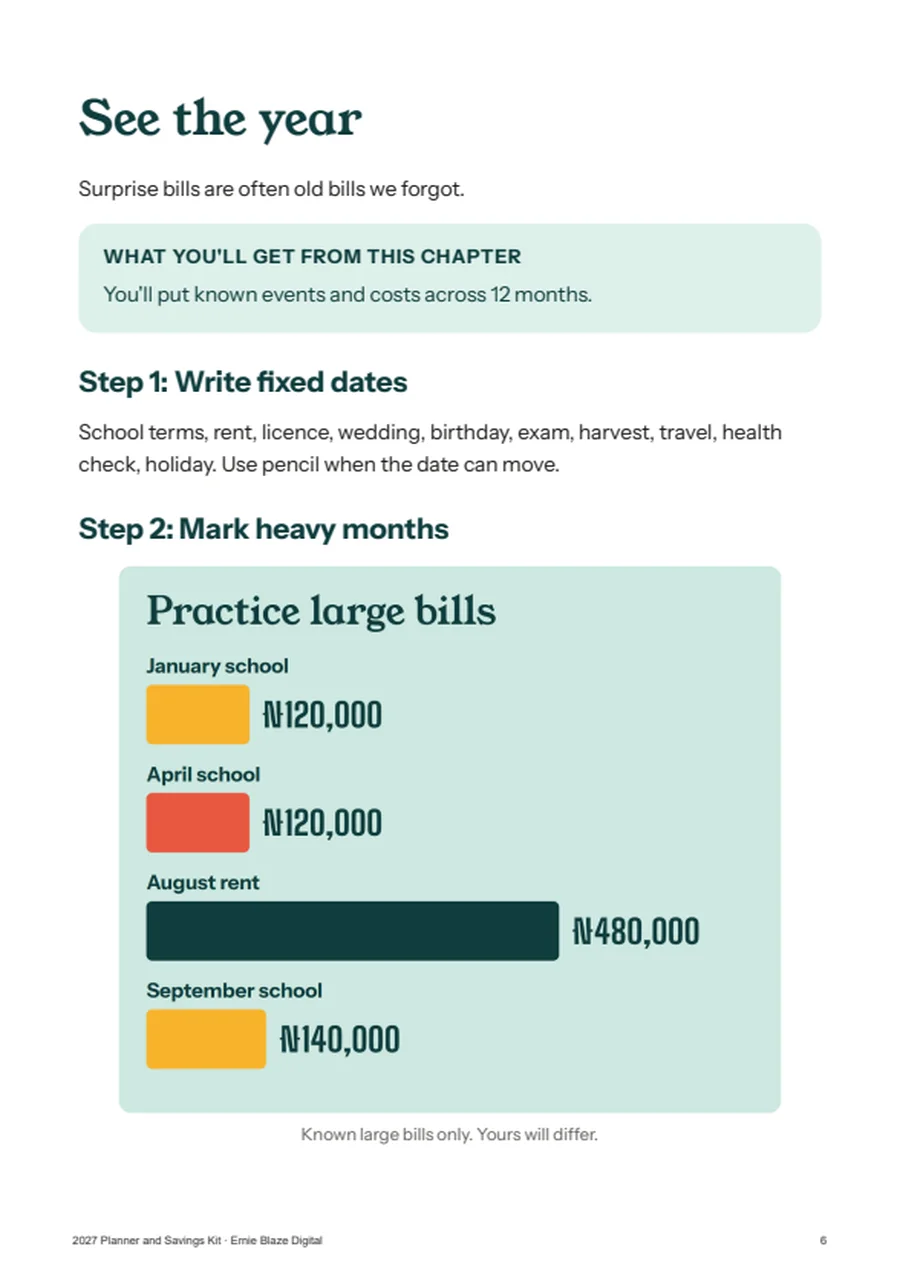 See the year
Surprise bills are often old bills we forgot.
WHAT YOU'LL GET FROM THIS CHAPTER
You'll put known events and costs across 12 months.
Step 1: Write fixed dates
School terms, rent, licence, wedding, birthday, exam, harvest, travel, health
check, holiday. Use pencil when the date can move.
Step 2: Mark heavy months
Practice large bills
January school
₦120,000
April school
₦120,000
August rent
₦480,000
September school
₦140,000
Known large bills only. Yours will differ.
2027 Planner and Savings Kit · Ernie Blaze Digital 6